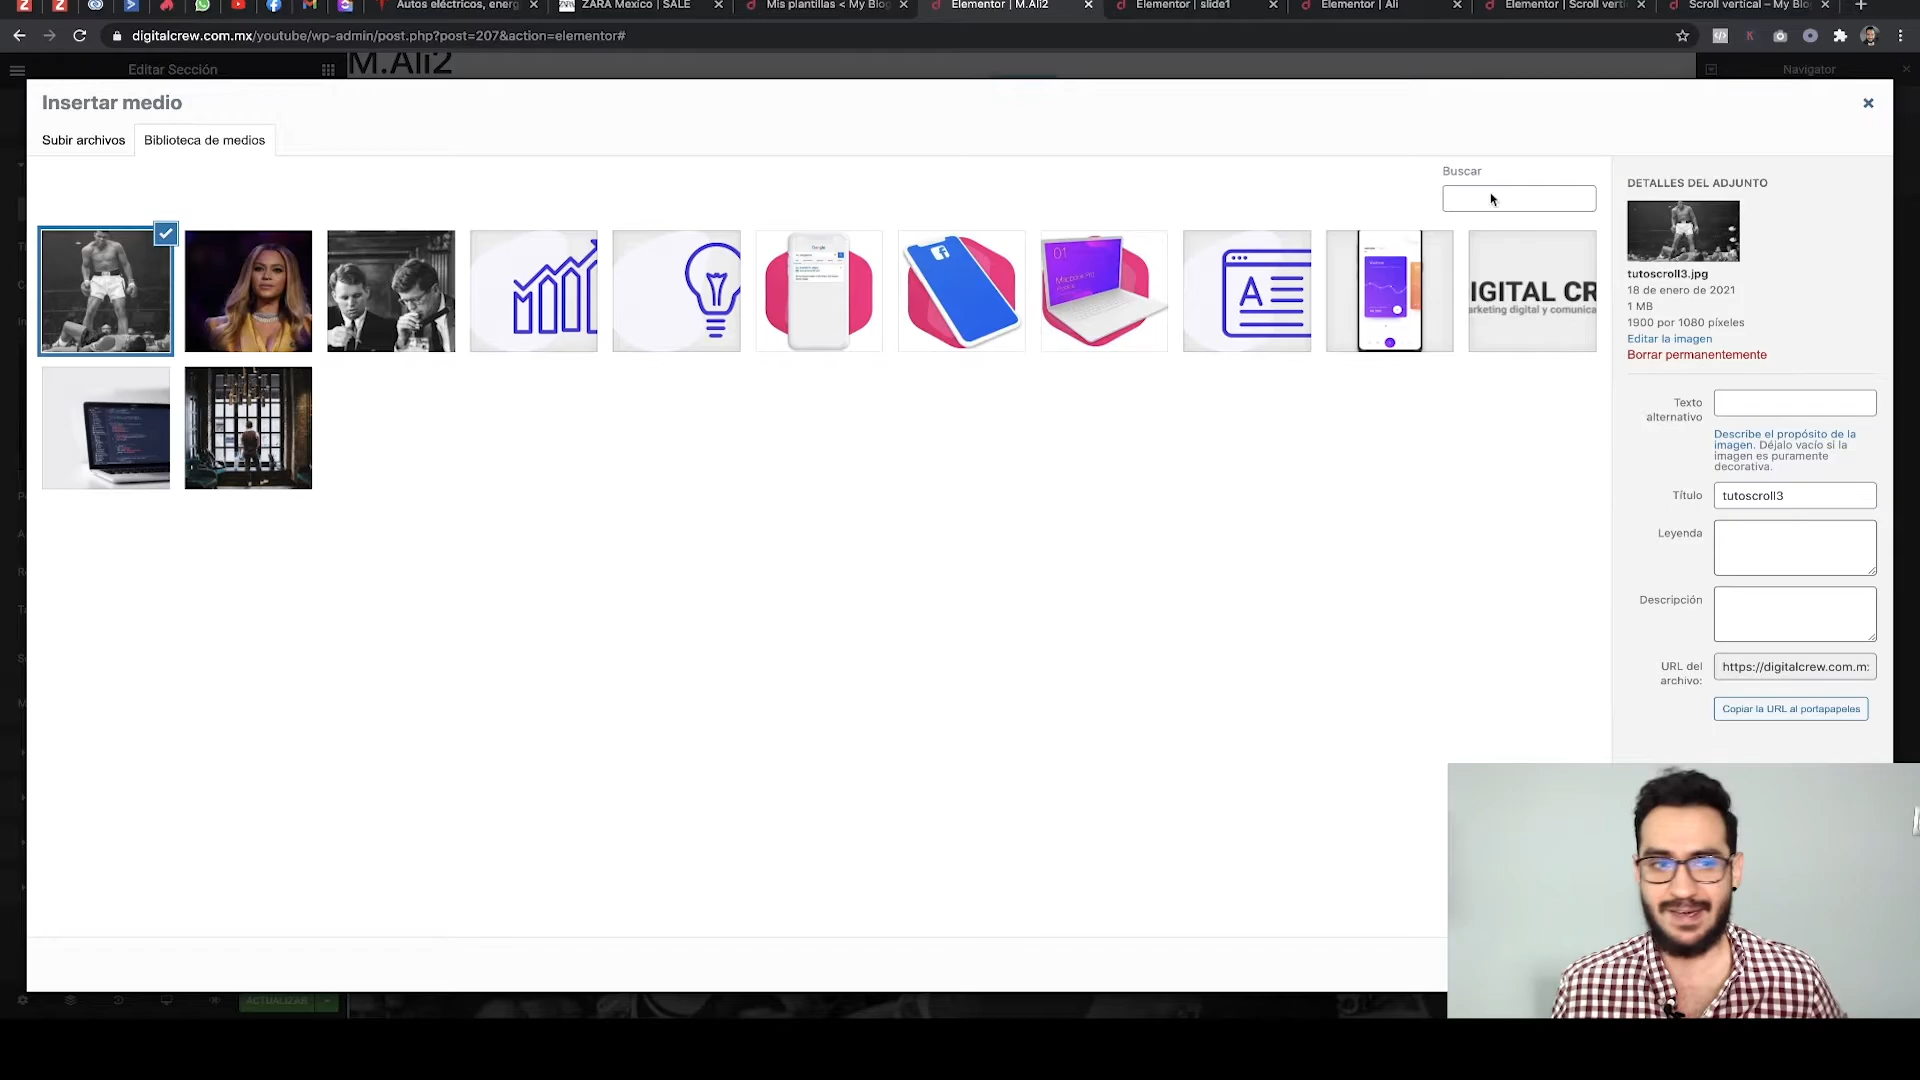 Autos eléctricos, energ
ZARA Mexico | SALE
Mis plantillas < My Blog
Elementor | M.Ali2
Elementor | slide1
Elementor | Ali
Elementor | Scroll verti
Scroll vertical – My Blo
digitalcrew.com.mx/youtube/wp-admin/post.php?post=207&action=elementor#
Editar Sección
M.Ali2
Navigator
Insertar medio
Subir archivos
Biblioteca de medios
Buscar
DETALLES DEL ADJUNTO
tutoscroll3.jpg
18 de enero de 2021
1 MB
1900 por 1080 píxeles
Editar la imagen
Borrar permanentemente
Texto
alternativo
Describe el propósito de la
imagen. Déjalo vacío si la
imagen es puramente
decorativa.
Título
tutoscroll3
Leyenda
Descripción
URL del
archivo:
https://digitalcrew.com.m
Copiar la URL al portapapeles
01
Macbook Pro
A
IGITAL CR
arketing digital y comunica
ACTUALIZAR